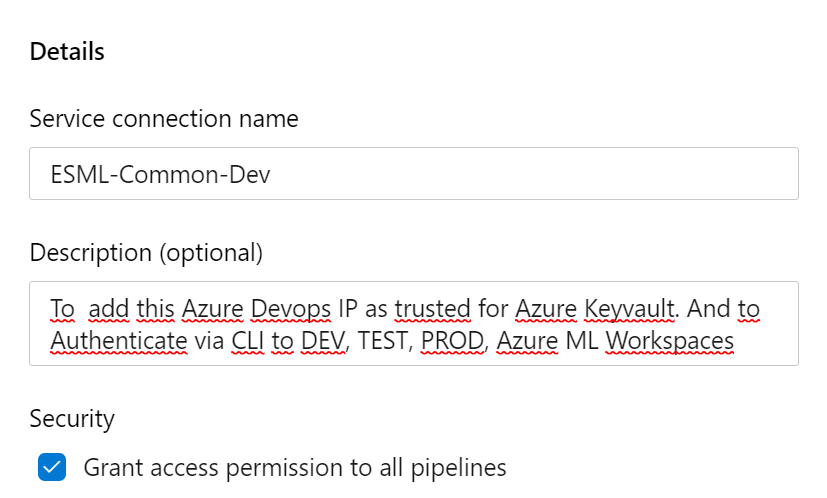 Details
Service connection name
ESML-Common-Dev
Description (optional)
To  add this Azure Devops IP as trusted for Azure Keyvault. And to
Authenticate via CLI to DEV, TEST, PROD, Azure ML Workspaces
Security
Grant access permission to all pipelines